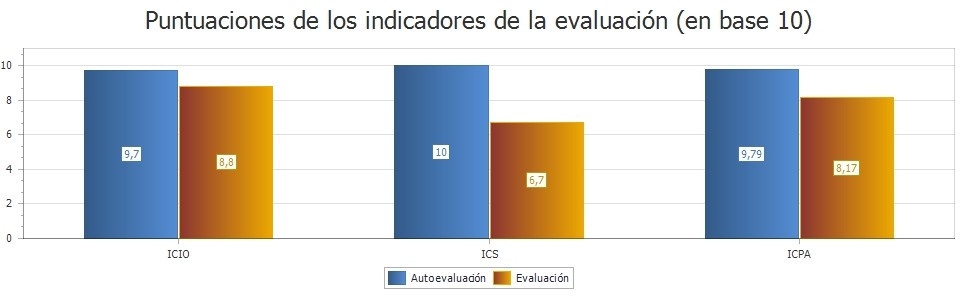 Puntuaciones de los indicadores de la evaluación (en base 10)
10
8
6
4
2
0
9,7
8,8
10
6,7
9,79
8,17
ICIO
ICS
ICPA
Autoevaluación
Evaluación